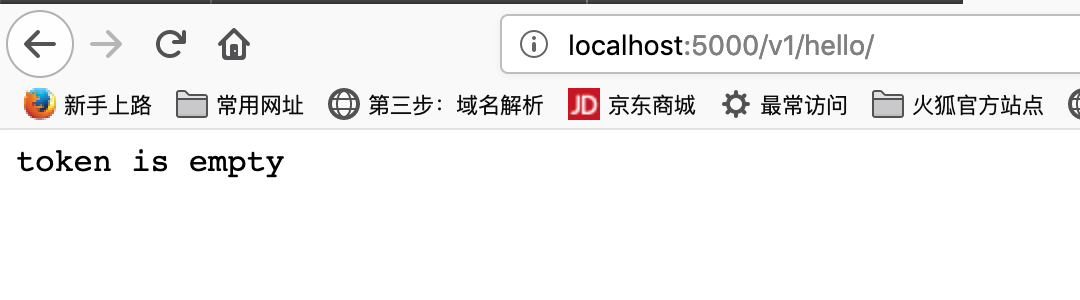 localhost:5000/v1/hello/
新手上路 常用网址 第三步：域名解析 JD 京东商城 最常访问 火狐官方站点
token is empty